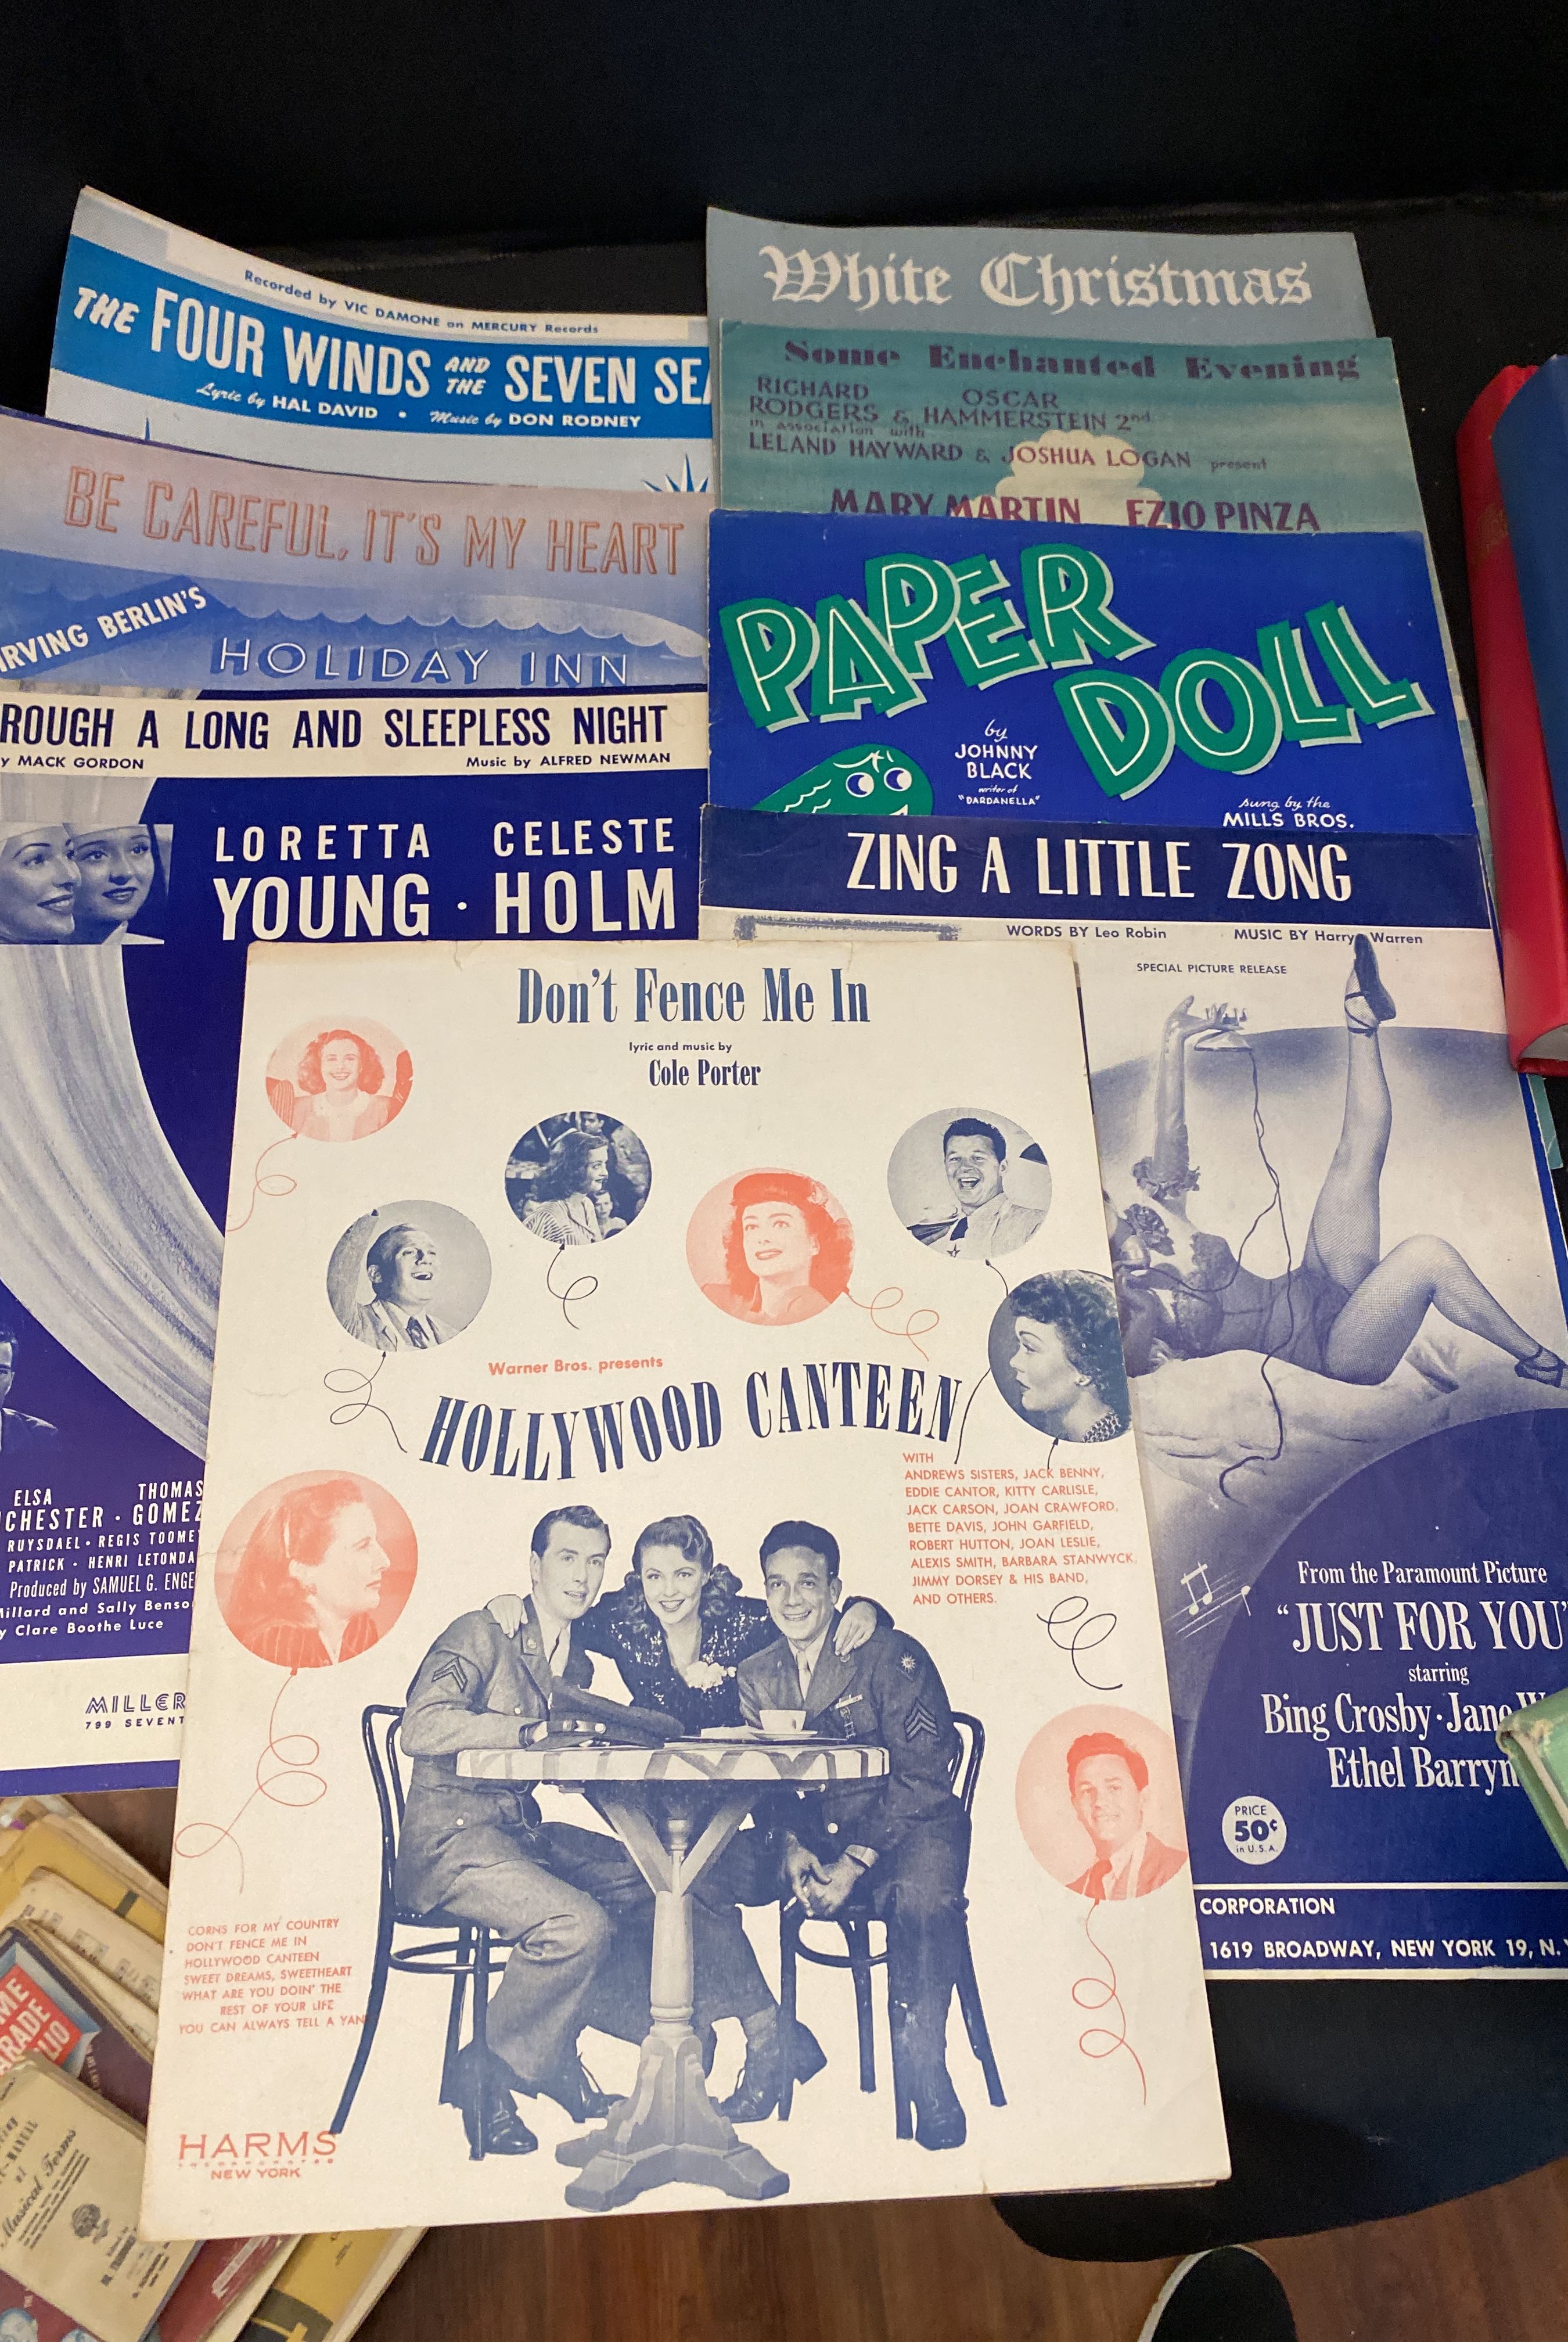 Recorded by VIC DAMONE on MERCURY Records
THE FOUR WINDS AND THE SEVEN SEA
Lyric by HAL DAVID • Music by DON RODNEY
BE CAREFUL, IT'S MY HEART
IRVING BERLIN'S
HOLIDAY INN
ROUGH A LONG AND SLEEPLESS NIGHT
y MACK GORDON
Music by ALFRED NEWMAN
LORETTA YOUNG · CELESTE HOLM
ELSA
CHESTER · THOMAS GOMEZ
RUYSDAEL • REGIS TOOME
PATRICK • HENRI LETONDA
Produced by SAMUEL G. ENGE
Millard and Sally Benso
y Clare Boothe Luce
MILLER
799 SEVENT
White Christmas
Some Enchanted Evening
RICHARD RODGERS & OSCAR HAMMERSTEIN 2nd
in association with
LELAND HAYWARD & JOSHUA LOGAN present
MARY MARTIN EZIO PINZA
PAPER
DOLL
by
JOHNNY
BLACK
writer of
"DARDANELLA"
sung by the
MILLS BROS.
ZING A LITTLE ZONG
WORDS BY Leo Robin MUSIC BY Harry Warren
SPECIAL PICTURE RELEASE
From the Paramount Picture
"JUST FOR YOU"
starring
Bing Crosby · Jane W
Ethel Barrym
PRICE
50¢
in U.S.A.
CORPORATION
1619 BROADWAY, NEW YORK 19, N.Y
Don't Fence Me In
lyric and music by
Cole Porter
Warner Bros. presents
HOLLYWOOD CANTEEN
WITH
ANDREWS SISTERS, JACK BENNY,
EDDIE CANTOR, KITTY CARLISLE,
JACK CARSON, JOAN CRAWFORD,
BETTE DAVIS, JOHN GARFIELD,
ROBERT HUTTON, JOAN LESLIE,
ALEXIS SMITH, BARBARA STANWYCK,
JIMMY DORSEY & HIS BAND,
AND OTHERS.
CORNS FOR MY COUNTRY
DON'T FENCE ME IN
HOLLYWOOD CANTEEN
SWEET DREAMS, SWEETHEART
WHAT ARE YOU DOIN' THE
REST OF YOUR LIFE
YOU CAN ALWAYS TELL A YAN
HARMS
INCORPORATED
NEW YORK
Musical Forms